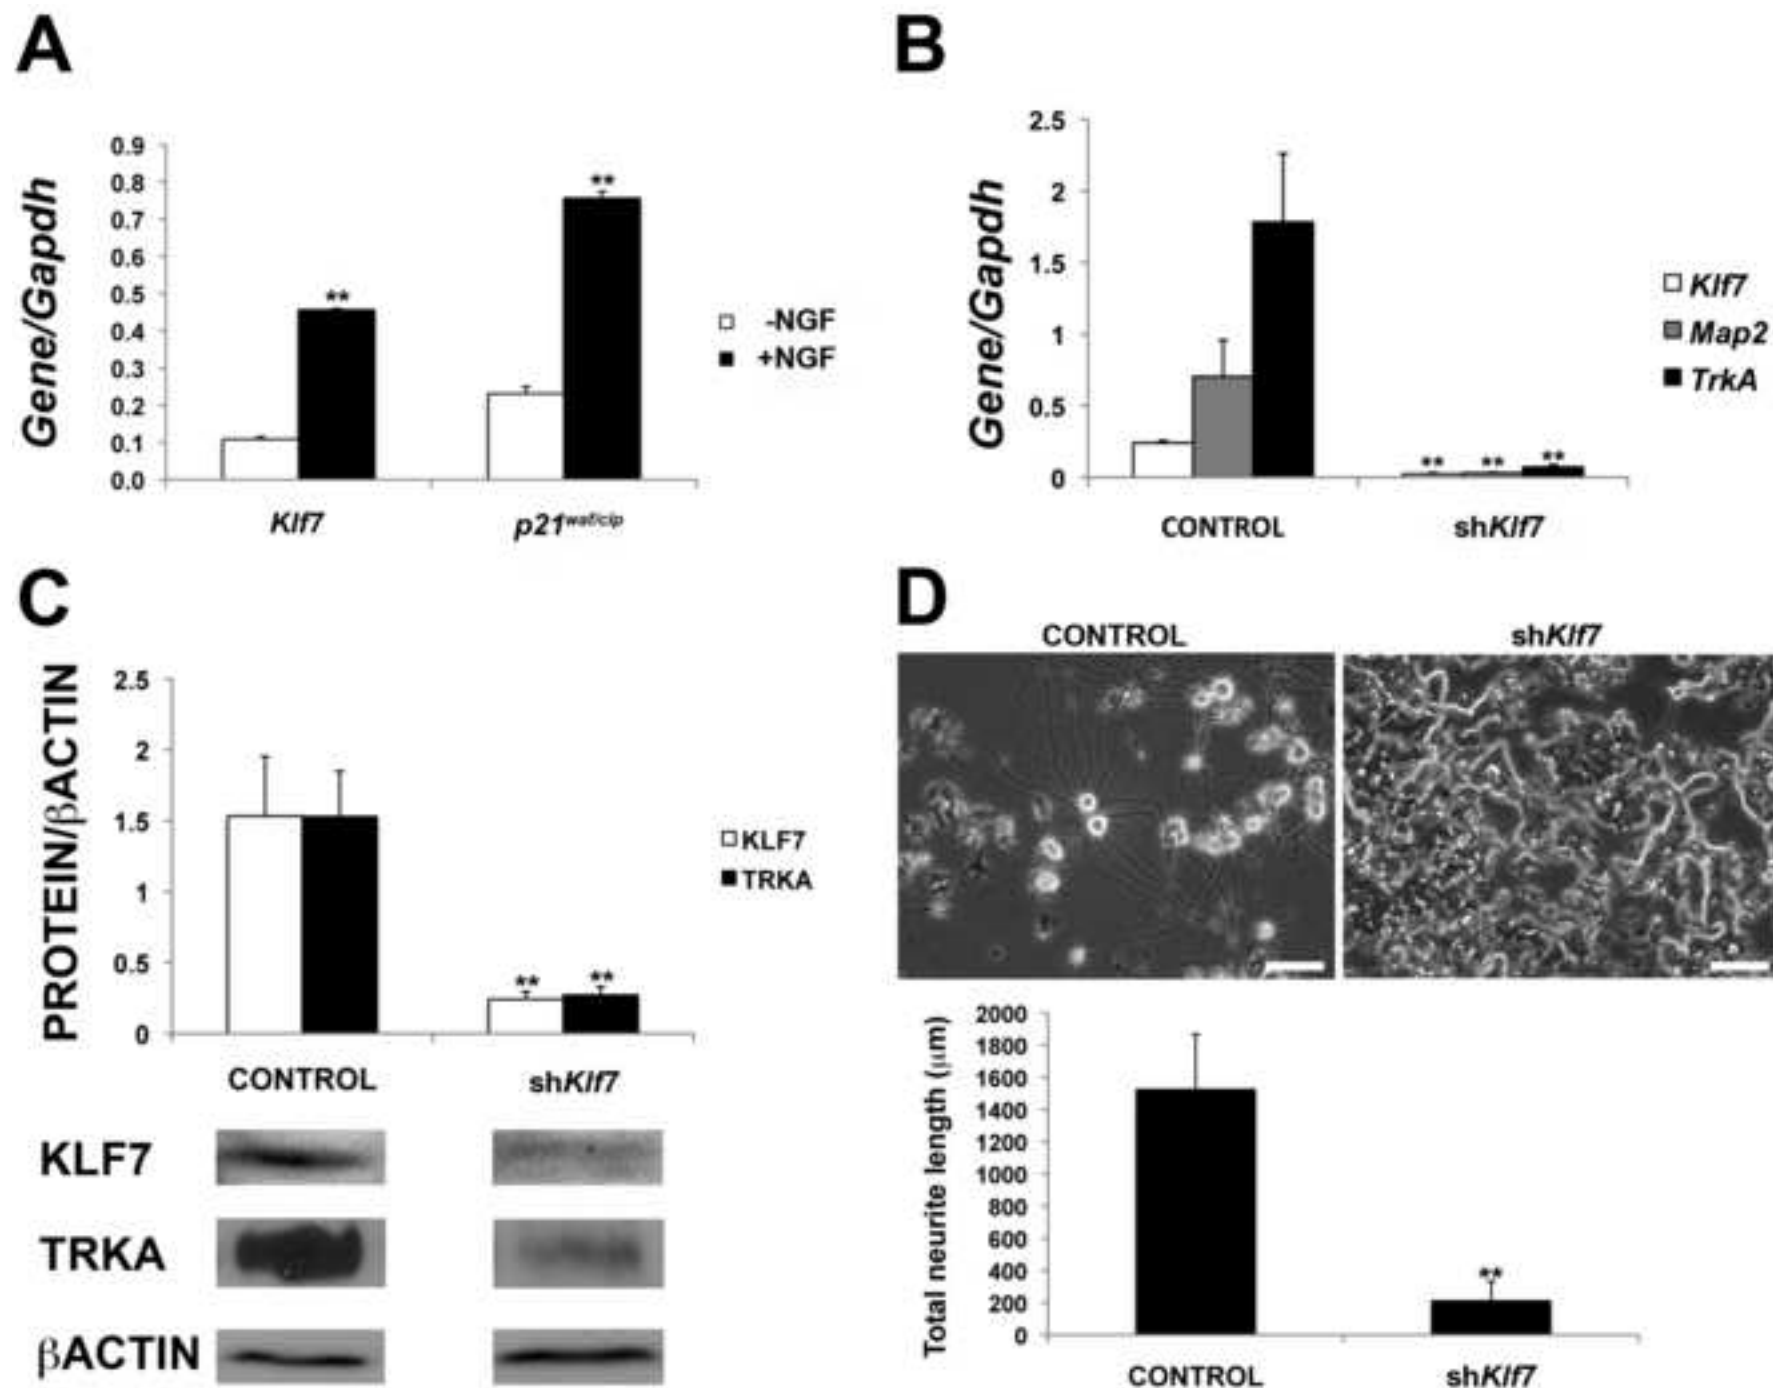 A
Gene/Gapdh
0.9
0.8
0.7
0.6
0.5
0.4
0.3
0.2
0.1
0.0
**
**
-NGF
+NGF
Klf7
p21waf/cip
B
Gene/Gapdh
2.5
2
1.5
1
0.5
0
** ** **
Klf7
Map2
TrkA
CONTROL
shKlf7
C
PROTEIN/βACTIN
2.5
2
1.5
1
0.5
0
** **
KLF7
TRKA
CONTROL
shKlf7
KLF7
TRKA
βACTIN
D
CONTROL
shKlf7
Total neurite length (μm)
2000
1800
1600
1400
1200
1000
800
600
400
200
0
**
CONTROL
shKlf7